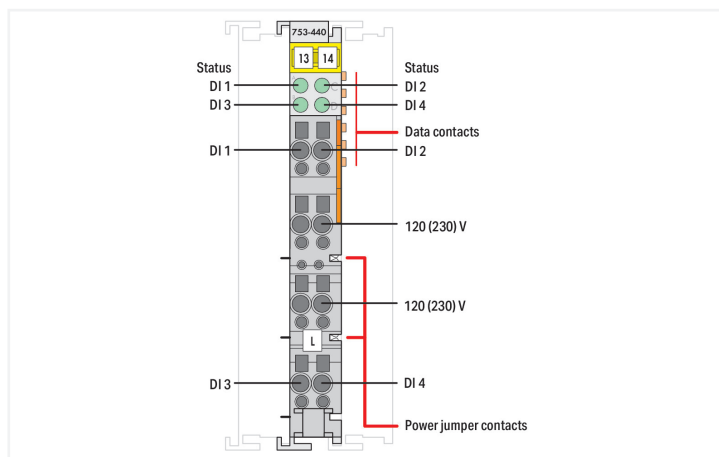 753-440
13 14
Status
Status
DI 1
DI 2
DI 3
DI 4
Data contacts
DI 1
DI 2
120 (230) V
120 (230) V
L
DI 3
DI 4
Power jumper contacts